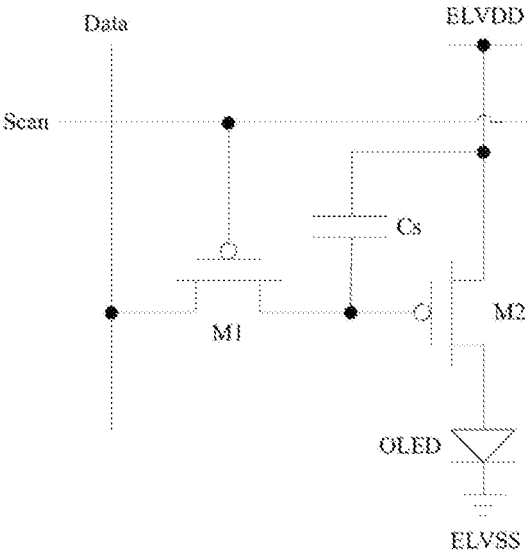 Data
ELVDD
Scan
Cs
M1
M2
OLED
ELVSS